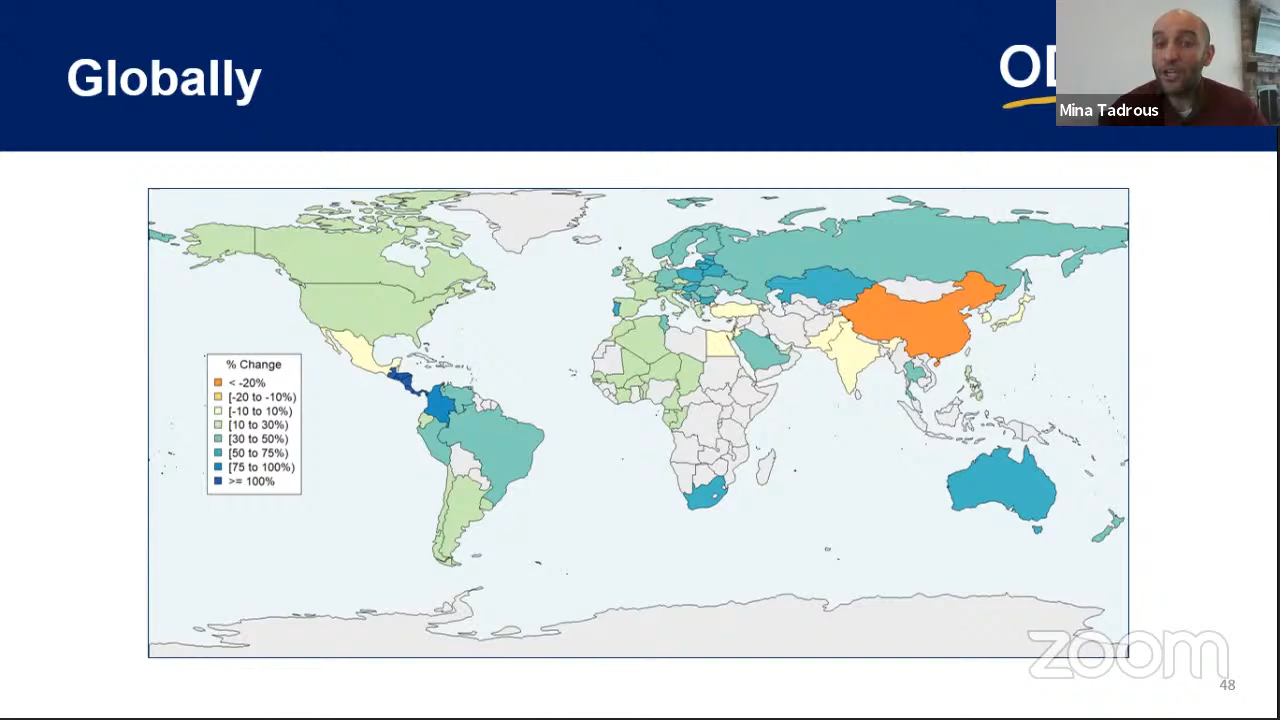 Globally
OD
Mina Tadrous
% Change
< -20%
[-20 to -10%)
[-10 to 10%)
[10 to 30%)
[30 to 50%)
[50 to 75%)
[75 to 100%)
>= 100%
zoom
48